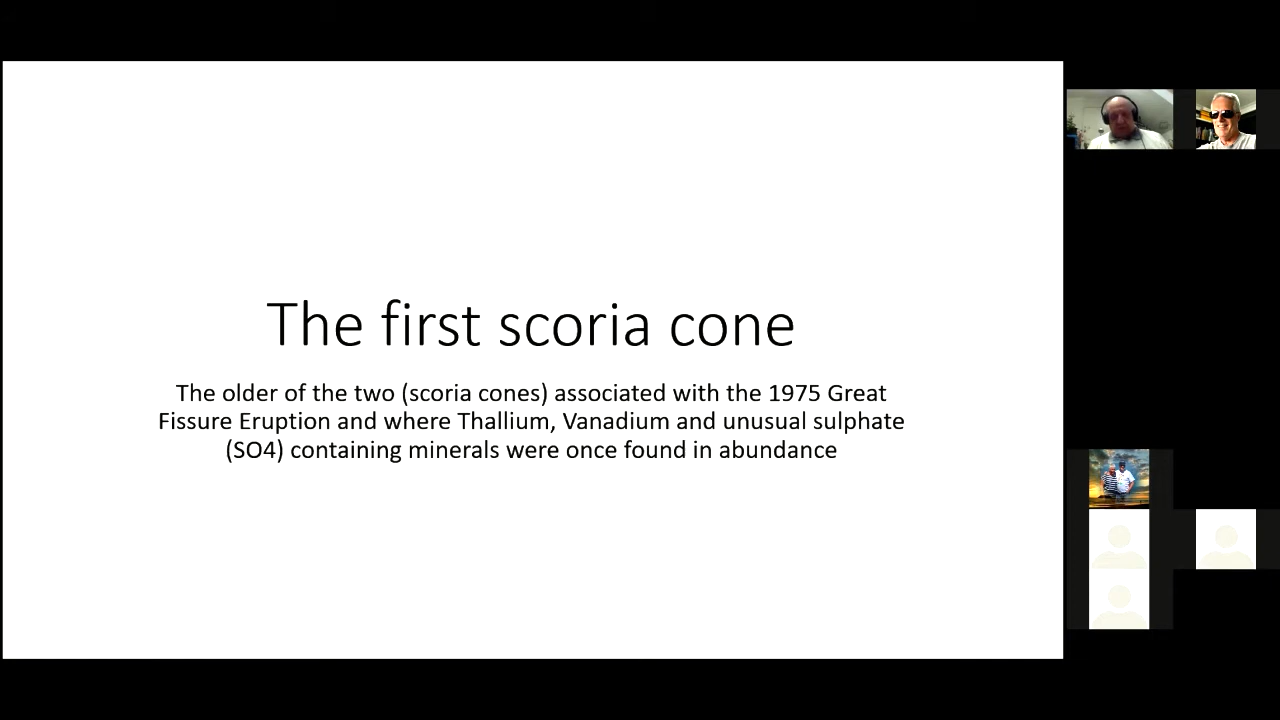 The first scoria cone
The older of the two (scoria cones) associated with the 1975 Great
Fissure Eruption and where Thallium, Vanadium and unusual sulphate
(SO4) containing minerals were once found in abundance